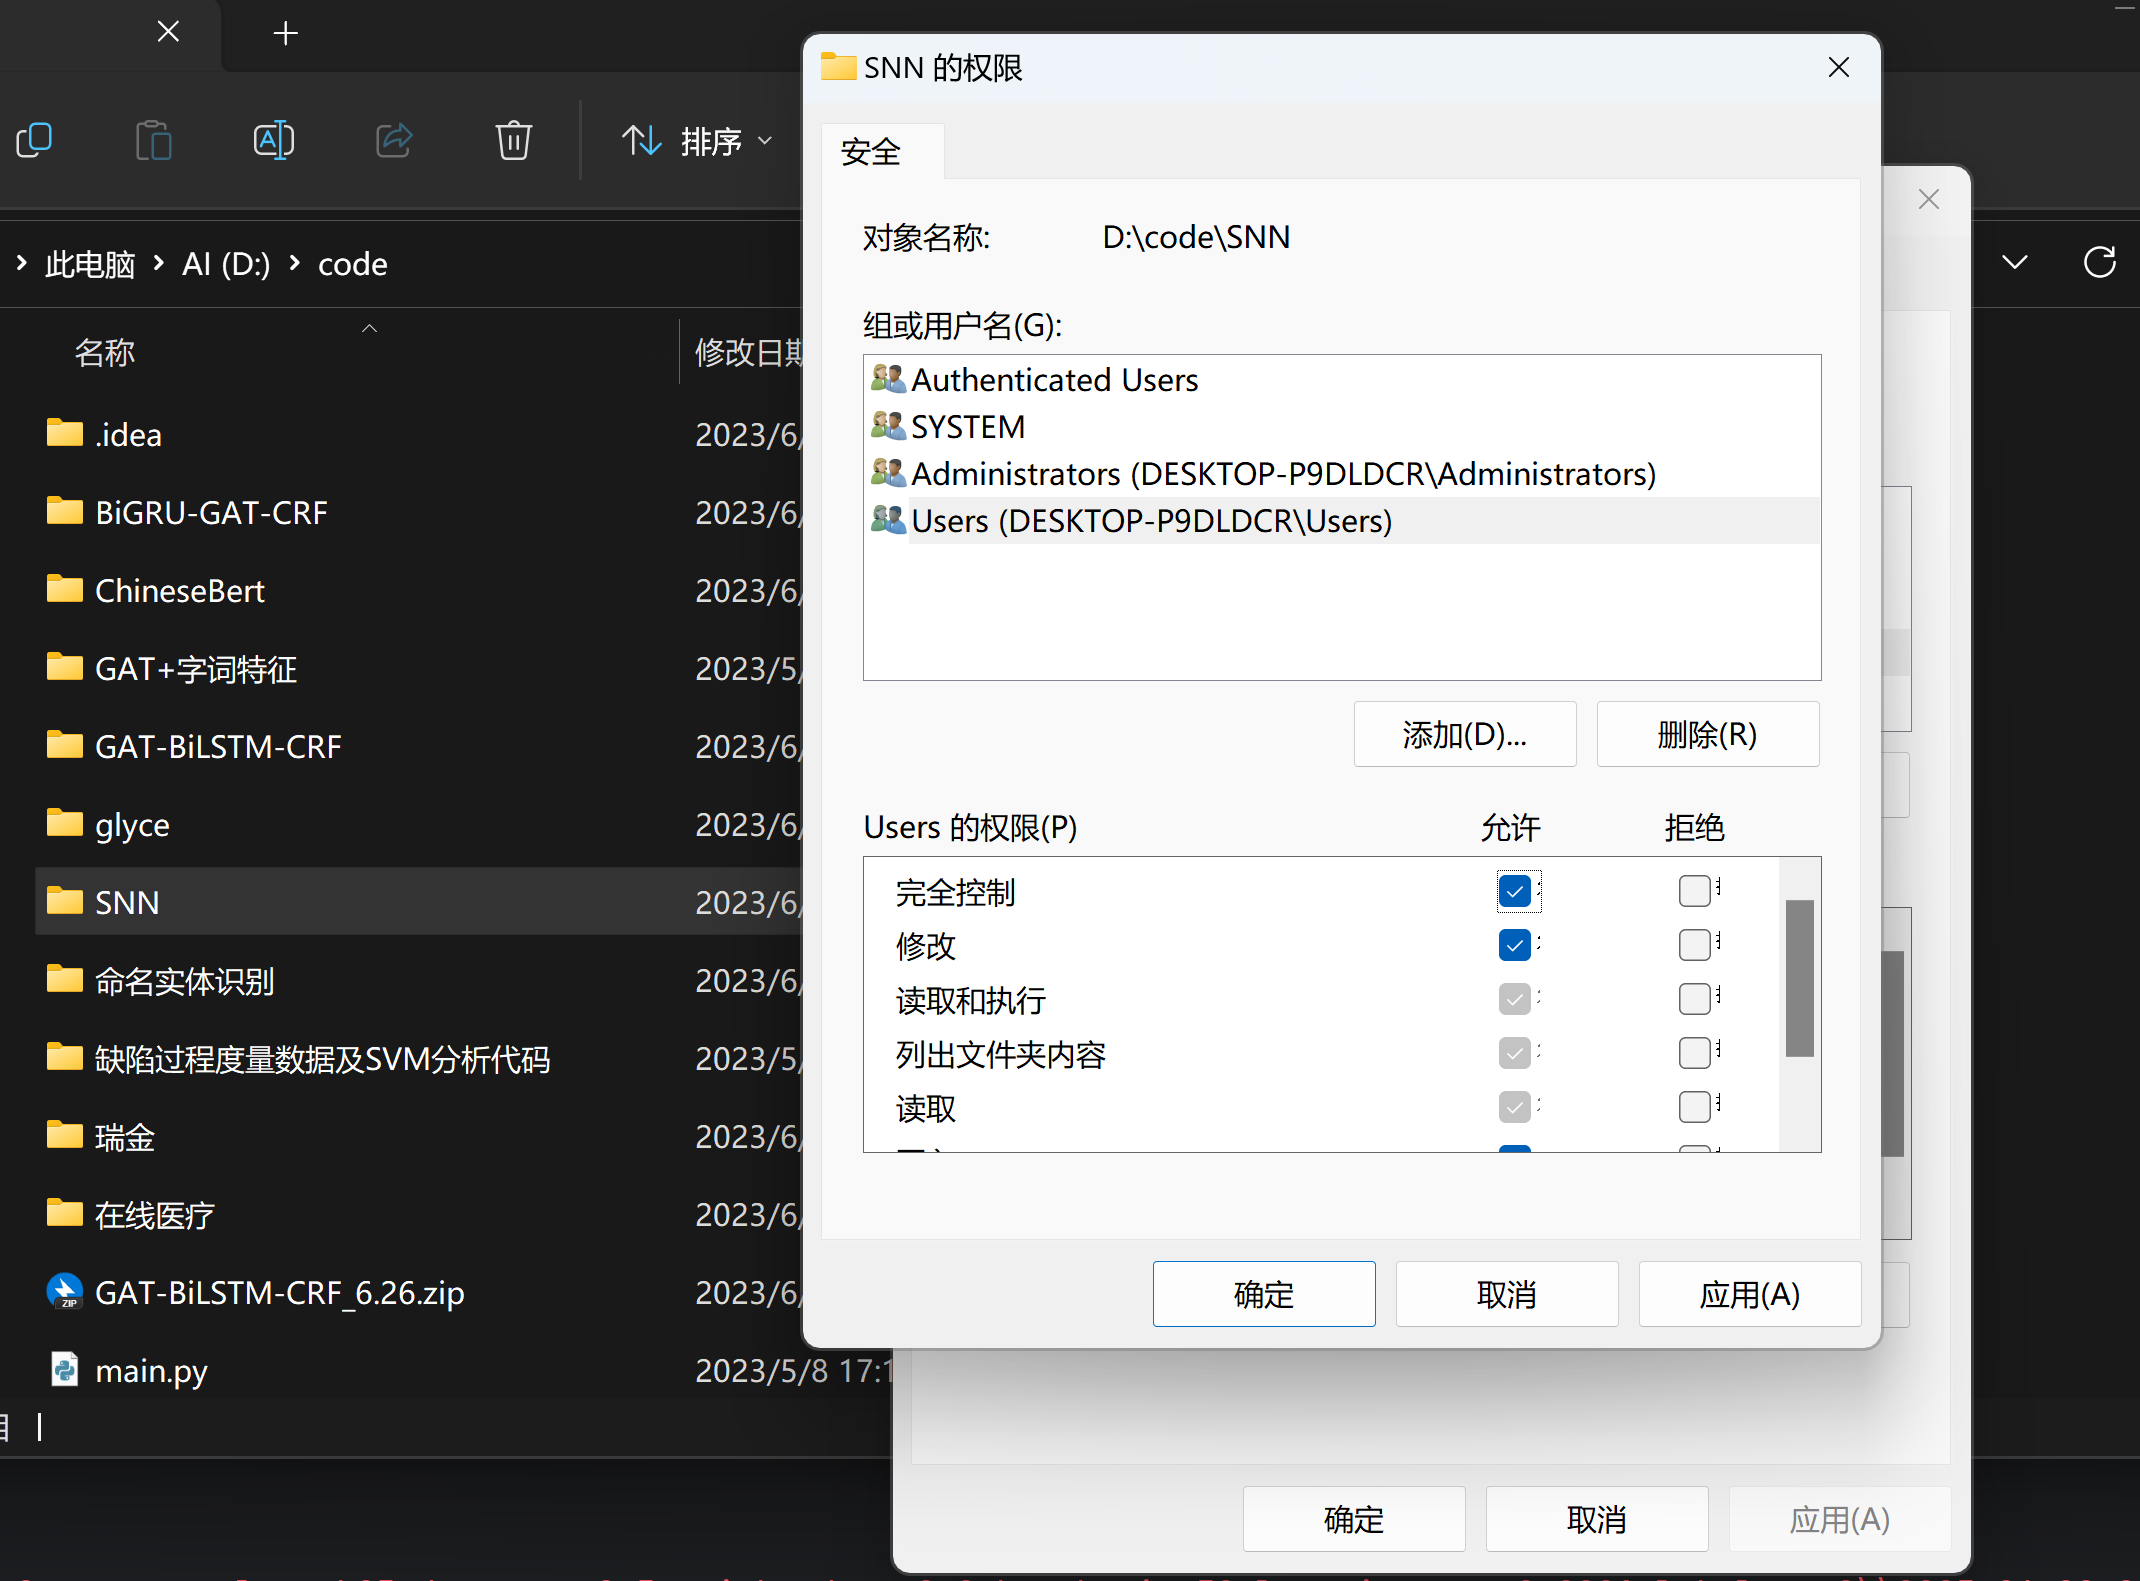 SNN 的权限
排序
安全
对象名称: D:\code\SNN
此电脑 AI (D:) code
组或用户名(G):
名称 修改日期
Authenticated Users
SYSTEM
Administrators (DESKTOP-P9DLDCR\Administrators)
Users (DESKTOP-P9DLDCR\Users)
.idea 2023/6/
BiGRU-GAT-CRF 2023/6/
ChineseBert 2023/6/
GAT+字词特征 2023/5/
GAT-BiLSTM-CRF 2023/6/
glyce 2023/6/
SNN 2023/6/
命名实体识别 2023/6/
缺陷过程度量数据及SVM分析代码 2023/5/
瑞金 2023/6/
在线医疗 2023/6/
GAT-BiLSTM-CRF_6.26.zip 2023/6/
ZIP
main.py 2023/5/8 17:1
添加(D)... 删除(R)
Users 的权限(P) 允许 拒绝
完全控制
修改
读取和执行
列出文件夹内容
读取
确定 取消 应用(A)
确定 取消 应用(A)